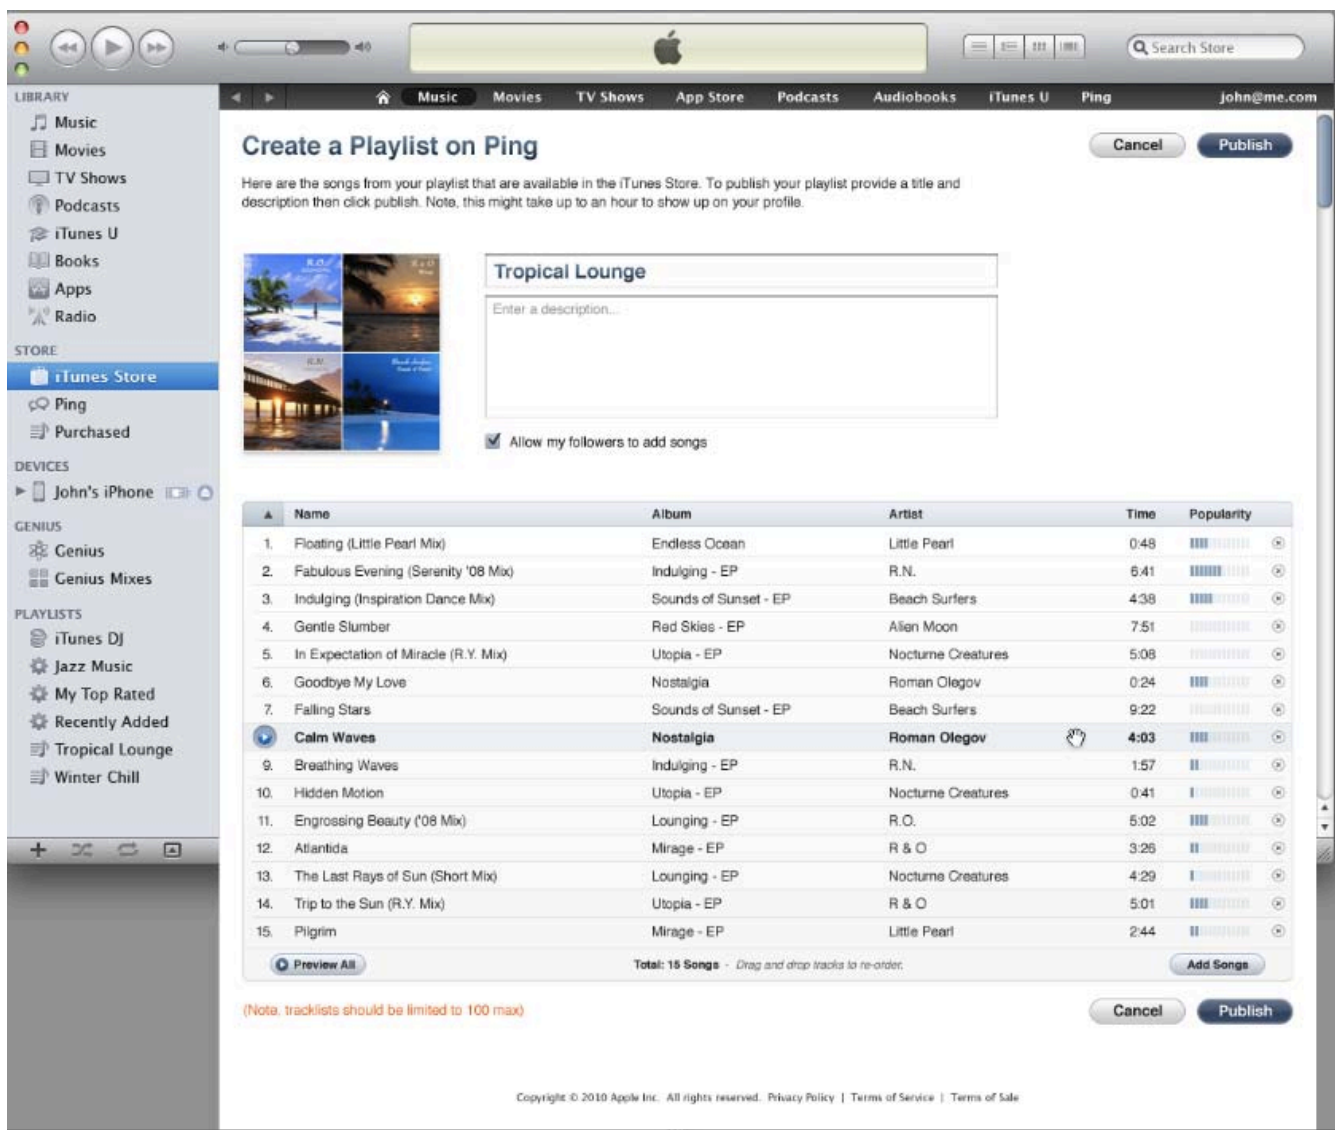 Search Store
LIBRARY
Music
Movies
TV Shows
Podcasts
iTunes U
Books
Apps
Radio
STORE
iTunes Store
Ping
Purchased
DEVICES
John's iPhone
GENIUS
Genius
Genius Mixes
PLAYLISTS
iTunes DJ
Jazz Music
My Top Rated
Recently Added
Tropical Lounge
Winter Chill
Music Movies TV Shows App Store Podcasts Audiobooks iTunes U Ping john@me.com
Create a Playlist on Ping Cancel Publish
Here are the songs from your playlist that are available in the iTunes Store. To publish your playlist provide a title and
description then click publish. Note, this might take up to an hour to show up on your profile.
R.O.
R & O
R.N.
Tropical Lounge
Enter a description...
Allow my followers to add songs
Name Album Artist Time Popularity
1. Floating (Little Pearl Mix) Endless Ocean Little Pearl 0:48
2. Fabulous Evening (Serenity '08 Mix) Indulging - EP R.N. 6:41
3. Indulging (Inspiration Dance Mix) Sounds of Sunset - EP Beach Surfers 4:38
4. Gentle Slumber Red Skies - EP Alien Moon 7:51
5. In Expectation of Miracle (R.Y. Mix) Utopia - EP Nocturne Creatures 5:08
6. Goodbye My Love Nostalgia Roman Olegov 0:24
7. Falling Stars Sounds of Sunset - EP Beach Surfers 9:22
Calm Waves Nostalgia Roman Olegov 4:03
9. Breathing Waves Indulging - EP R.N. 1:57
10. Hidden Motion Utopia - EP Nocturne Creatures 0:41
11. Engrossing Beauty ('08 Mix) Lounging - EP R.O. 5:02
12. Atlantida Mirage - EP R & O 3:26
13. The Last Rays of Sun (Short Mix) Lounging - EP Nocturne Creatures 4:29
14. Trip to the Sun (R.Y. Mix) Utopia - EP R & O 5:01
15. Pilgrim Mirage - EP Little Pearl 2:44
Preview All Total: 15 Songs - Drag and drop tracks to re-order. Add Songs
(Note, tracklists should be limited to 100 max) Cancel Publish
Copyright © 2010 Apple Inc. All rights reserved. Privacy Policy | Terms of Service | Terms of Sale